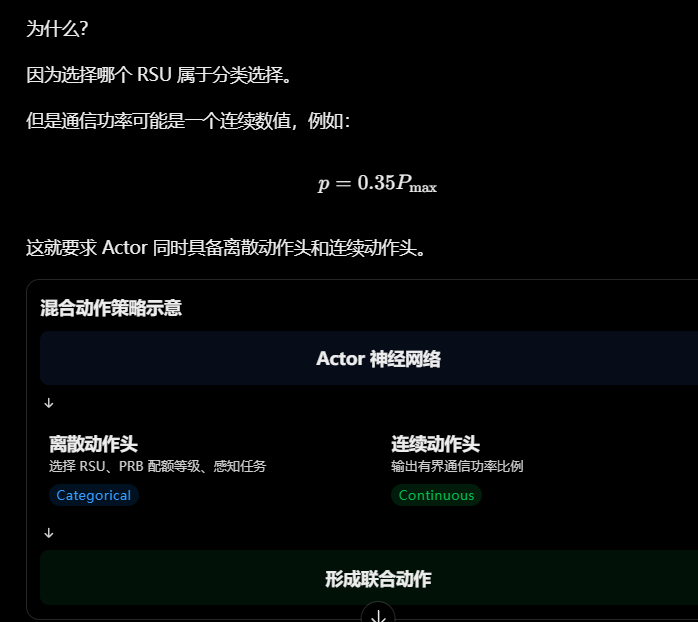 为什么?
因为选择哪个 RSU 属于分类选择。
但是通信功率可能是一个连续数值，例如：
p = 0.35P_max
这就要求 Actor 同时具备离散动作头和连续动作头。
混合动作策略示意
Actor 神经网络
↓
离散动作头
选择 RSU、PRB 配额等级、感知任务
Categorical
连续动作头
输出有界通信功率比例
Continuous
↓
形成联合动作